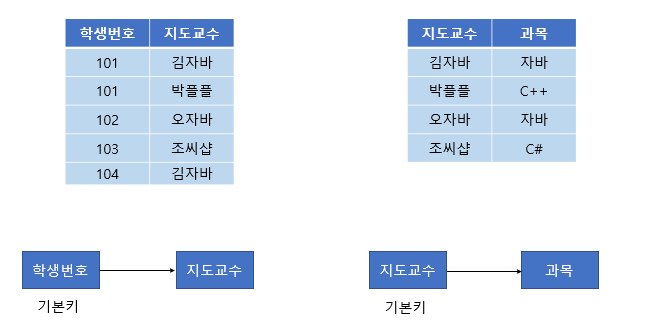 학생번호 지도교수
101 김자바
101 박플플
102 오자바
103 조씨샵
104 김자바
지도교수 과목
김자바 자바
박플플 C++
오자바 자바
조씨샵 C#
학생번호 지도교수
기본키
지도교수 과목
기본키